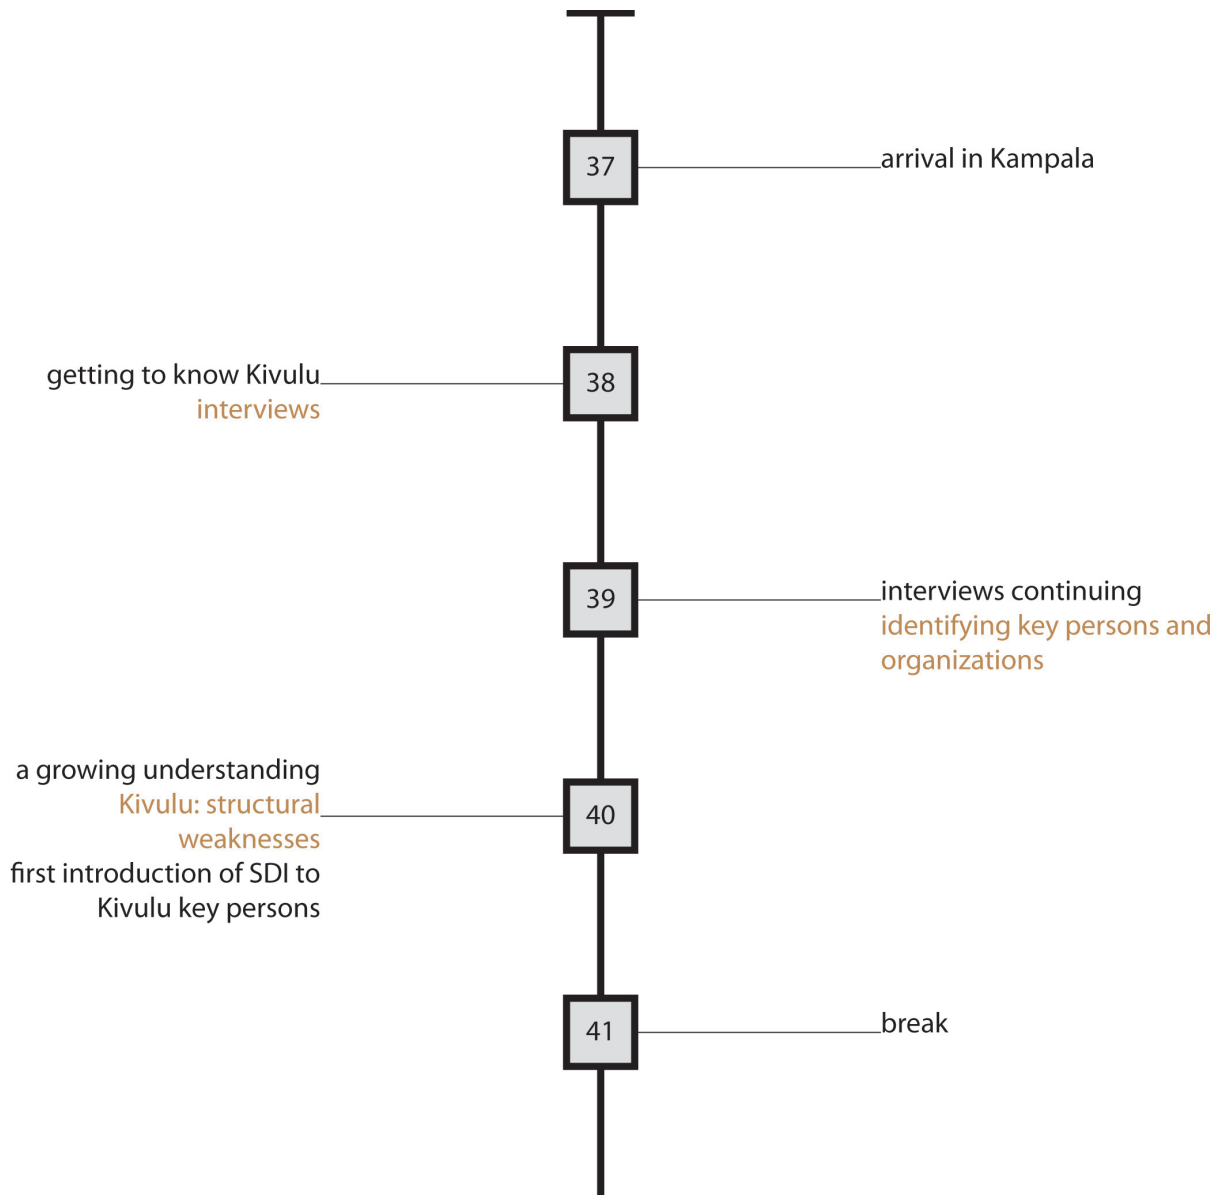 37
arrival in Kampala
getting to know Kivulu
interviews
38
39
interviews continuing
identifying key persons and
organizations
a growing understanding
Kivulu: structural
weaknesses
first introduction of SDI to
Kivulu key persons
40
41
break